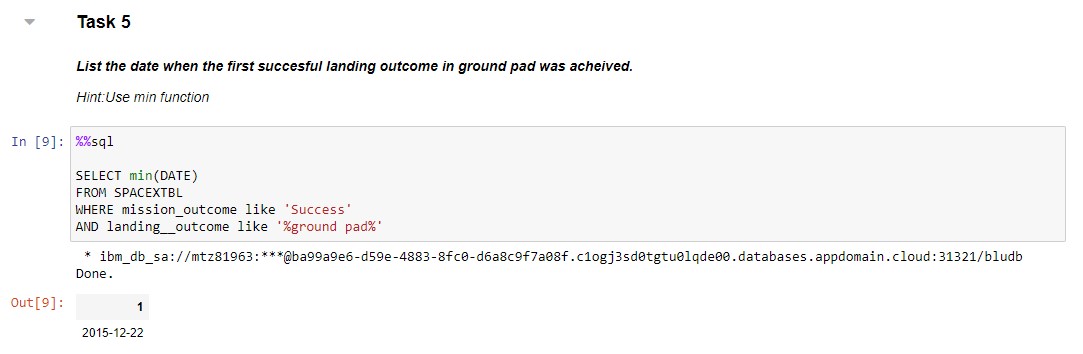 Task 5
List the date when the first succesful landing outcome in ground pad was acheived.
Hint:Use min function
In [9]: %%sql
SELECT min(DATE)
FROM SPACEXTBL
WHERE mission_outcome like 'Success'
AND landing__outcome like '%ground pad%'
* ibm_db_sa://mtz81963:***@ba99a9e6-d59e-4883-8fc0-d6a8c9f7a08f.c1ogj3sd0tgtu0lqde00.databases.appdomain.cloud:31321/bludb
Done.
Out[9]: 1
2015-12-22